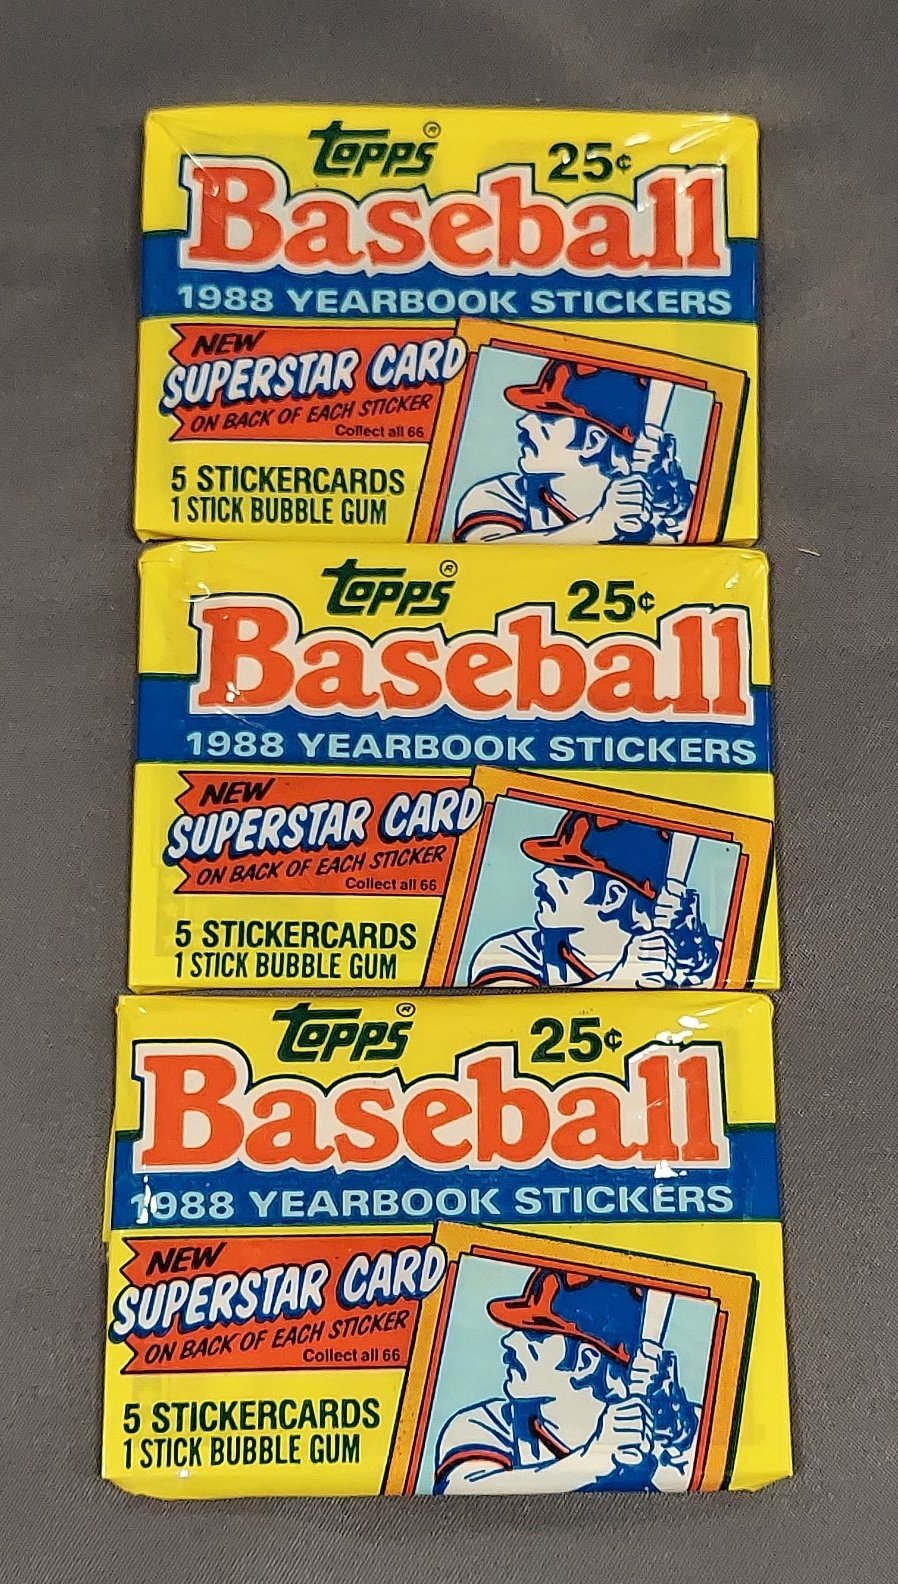 Topps® 25¢
Baseball
1988 YEARBOOK STICKERS
NEW
SUPERSTAR CARD
ON BACK OF EACH STICKER
Collect all 66
5 STICKERCARDS
1 STICK BUBBLE GUM
Topps® 25¢
Baseball
1988 YEARBOOK STICKERS
NEW
SUPERSTAR CARD
ON BACK OF EACH STICKER
Collect all 66
5 STICKERCARDS
1 STICK BUBBLE GUM
Topps® 25¢
Baseball
1988 YEARBOOK STICKERS
NEW
SUPERSTAR CARD
ON BACK OF EACH STICKER
Collect all 66
5 STICKERCARDS
1 STICK BUBBLE GUM